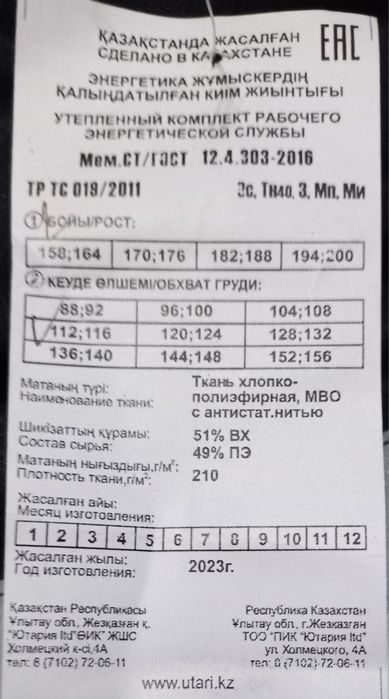 ҚАЗАҚСТАНДА ЖАСАЛҒАН
СДЕЛАНО В КАЗАХСТАНЕ
EAC
ЭНЕРГЕТИКА ЖҰМЫСКЕРДІҢ
ҚАЛЫҢДАТЫЛҒАН КИІМ ЖИЫНТЫҒЫ
УТЕПЛЕННЫЙ КОМПЛЕКТ РАБОЧЕГО
ЭНЕРГЕТИЧЕСКОЙ СЛУЖБЫ
Мем.СТ/ГОСТ 12.4.303-2016
ТР ТС 019/2011 Эс, Тн40, З, Мп, Ми
1 БОЙЫ/РОСТ:
158;164 170;176 182;188 194;200
2 КЕУДЕ ӨЛШЕМІ/ОБХВАТ ГРУДИ:
88;92 96;100 104;108
112;116 120;124 128;132
136;140 144;148 152;156
Матаның түрі: Ткань хлопко-
Наименование ткани: полиэфирная, МВО
с антистат.нитью
Шикізаттың құрамы: 51% ВХ
Состав сырья: 49% ПЭ
Матаның нығыздығы,г/м²:
Плотность ткани,г/м²: 210
Жасалған айы:
Месяц изготовления:
1 2 3 4 5 6 7 8 9 10 11 12
Жасалған жылы:
Год изготовления: 2023г.
Қазақстан Республикасы
Ұлытау обл., Жезқазған қ.
"Ютария ltd"ӨИК" ЖШС
Холмецкий к-сі,4А
тел: 8 (7102) 72-06-11
Республика Казахстан
Ұлытау обл., г.Жезказган
ТОО "ПИК "Ютария ltd"
ул. Холмецкого, 4А
тел: 8 (7102) 72-06-11
www.utari.kz